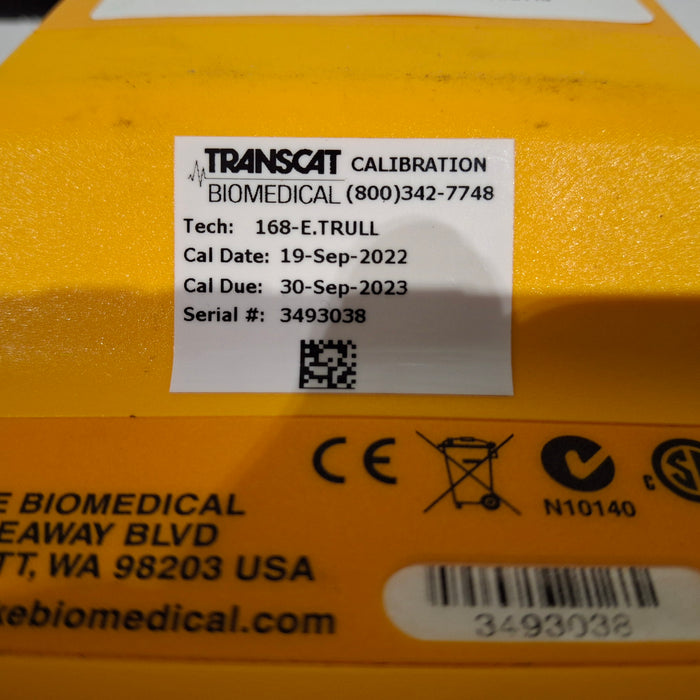 TRANSCAT CALIBRATION
BIOMEDICAL (800)342-7748
Tech: 168-E.TRULL
Cal Date: 19-Sep-2022
Cal Due: 30-Sep-2023
Serial #: 3493038
CE
N10140
E BIOMEDICAL
EAWAY BLVD
TT, WA 98203 USA
kebiomedical.com
3493038